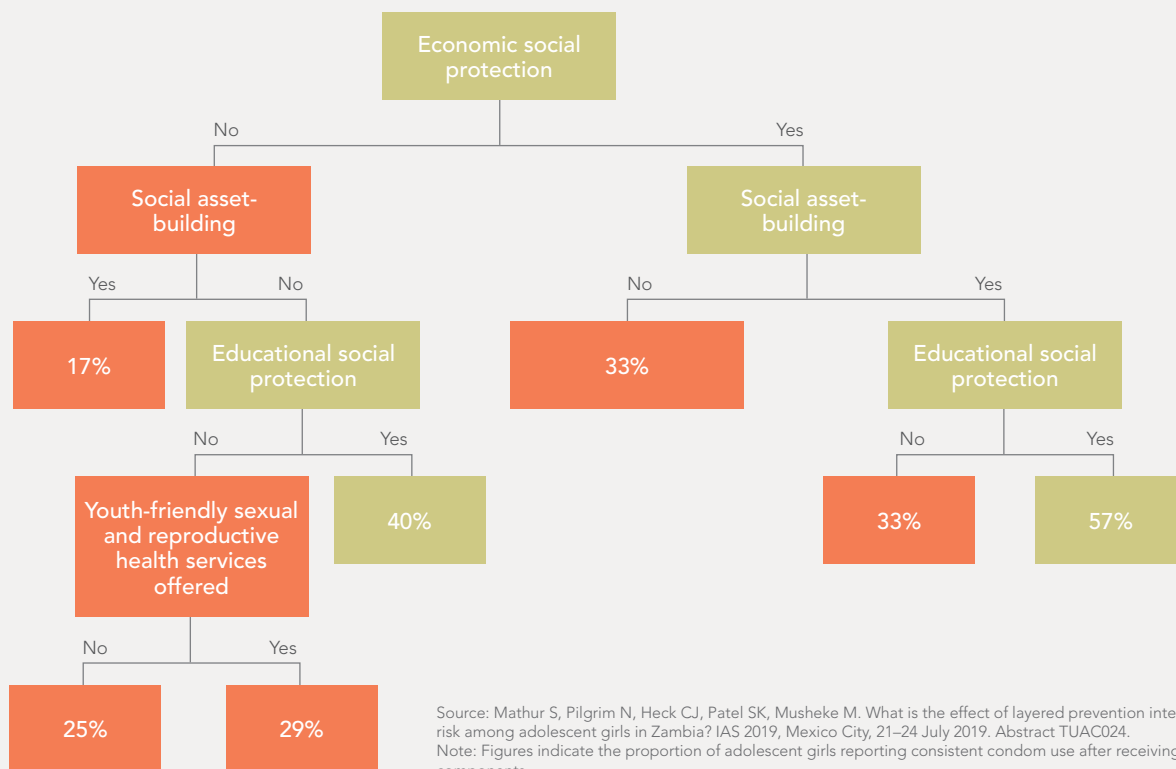 Economic social
protection
No
Yes
Social asset-
building
Social asset-
building
Yes
No
No
Yes
17%
Educational social
protection
33%
Educational social
protection
No
Yes
No
Yes
Youth-friendly sexual
and reproductive
health services
offered
40%
33%
57%
No
Yes
25%
29%
Source: Mathur S, Pilgrim N, Heck CJ, Patel SK, Musheke M. What is the effect of layered prevention inte
risk among adolescent girls in Zambia? IAS 2019, Mexico City, 21–24 July 2019. Abstract TUAC024.
Note: Figures indicate the proportion of adolescent girls reporting consistent condom use after receiving